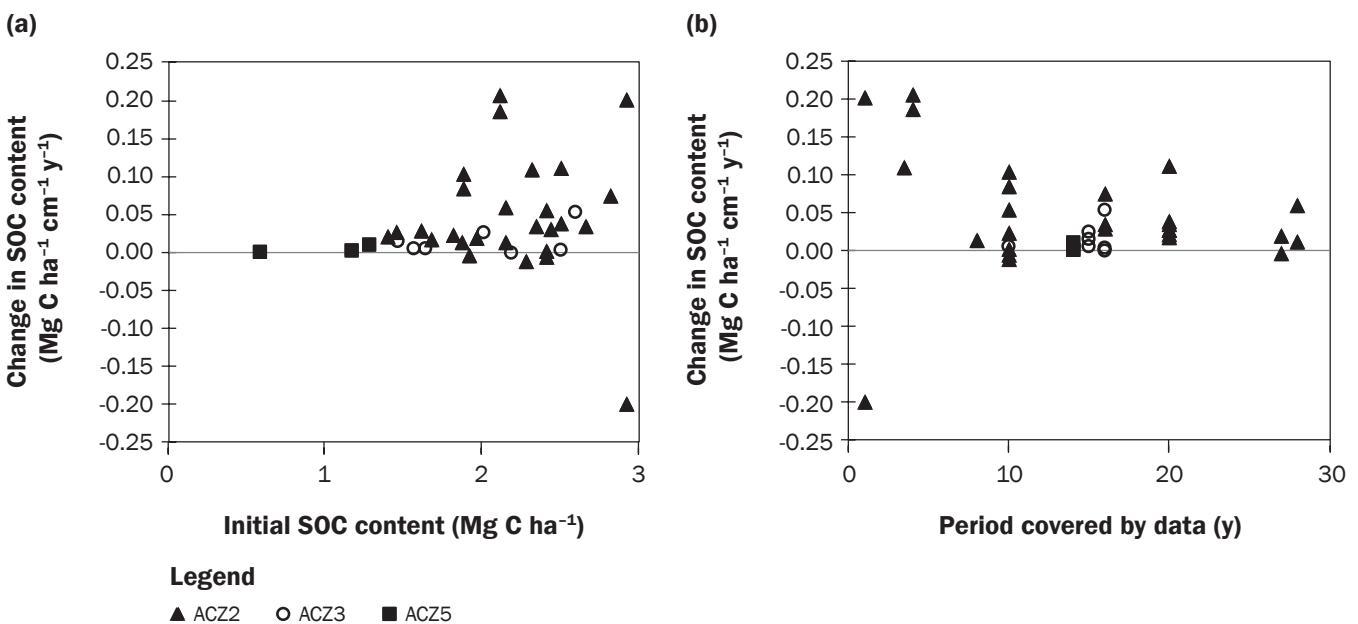 (a)
Change in SOC content
(Mg C ha⁻¹ cm⁻¹ y⁻¹)
0.25
0.20
0.15
0.10
0.05
0.00
-0.05
-0.10
-0.15
-0.20
-0.25
0 1 2 3
Initial SOC content (Mg C ha⁻¹)
(b)
Change in SOC content
(Mg C ha⁻¹ cm⁻¹ y⁻¹)
0.25
0.20
0.15
0.10
0.05
0.00
-0.05
-0.10
-0.15
-0.20
-0.25
0 10 20 30
Period covered by data (y)
Legend
ACZ2 ACZ3 ACZ5